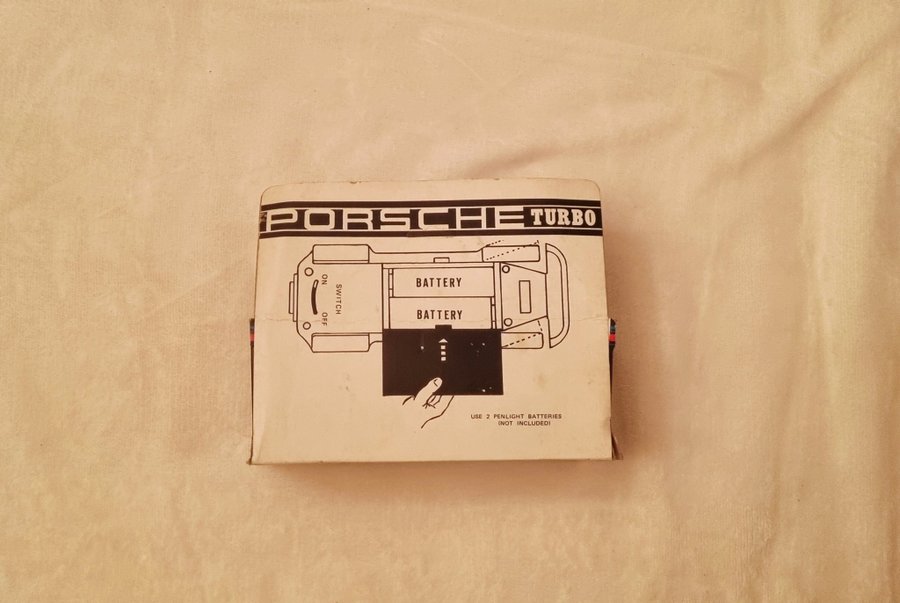 PORSCHE TURBO
ON
OFF
SWITCH
BATTERY
BATTERY
USE 2 PENLIGHT BATTERIES
(NOT INCLUDED)